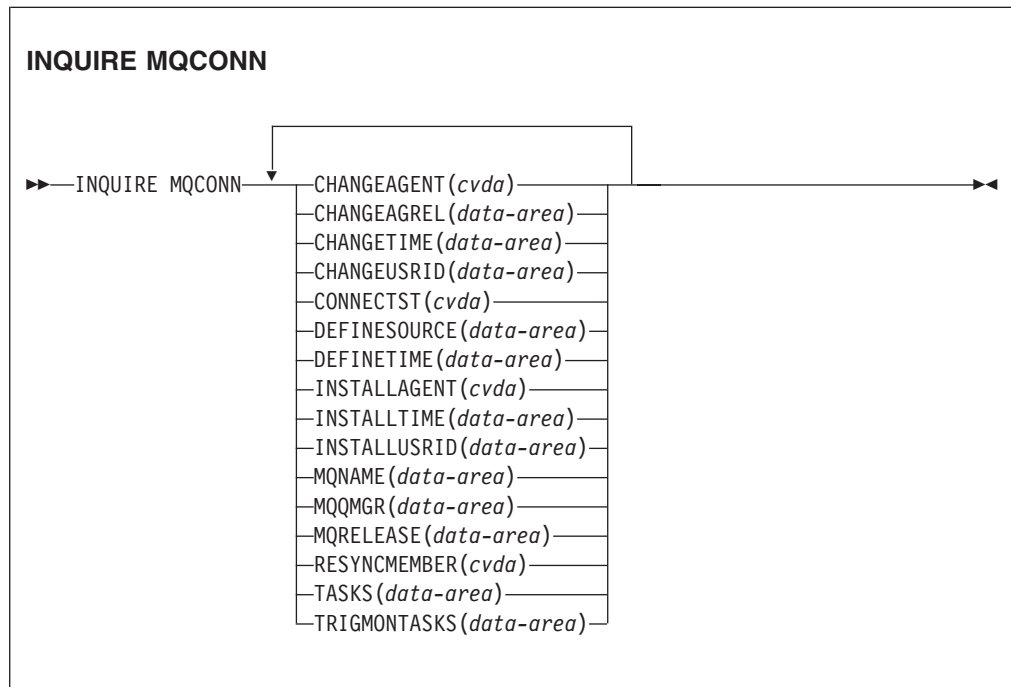 INQUIRE MQCONN
INQUIRE MQCONN CHANGEAGENT(cvda)
CHANGEAGREL(data-area)
CHANGETIME(data-area)
CHANGEUSRID(data-area)
CONNECTST(cvda)
DEFINESOURCE(data-area)
DEFINETIME(data-area)
INSTALLAGENT(cvda)
INSTALLTIME(data-area)
INSTALLUSRID(data-area)
MQNAME(data-area)
MQQMGR(data-area)
MQRELEASE(data-area)
RESYNCMEMBER(cvda)
TASKS(data-area)
TRIGMONTASKS(data-area)